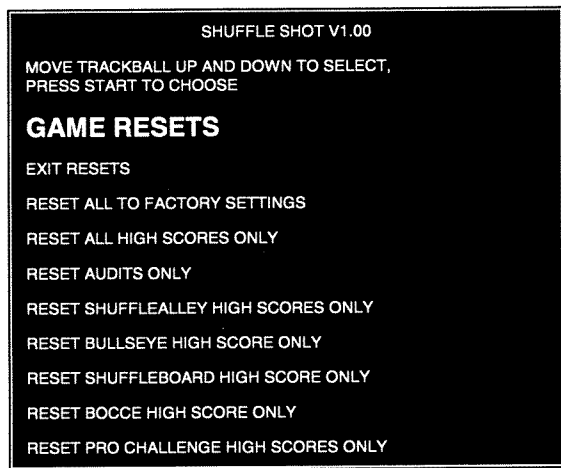 SHUFFLE SHOT V1.00
MOVE TRACKBALL UP AND DOWN TO SELECT,
PRESS START TO CHOOSE
GAME RESETS
EXIT RESETS
RESET ALL TO FACTORY SETTINGS
RESET ALL HIGH SCORES ONLY
RESET AUDITS ONLY
RESET SHUFFLEALLEY HIGH SCORES ONLY
RESET BULLSEYE HIGH SCORE ONLY
RESET SHUFFLEBOARD HIGH SCORE ONLY
RESET BOCCE HIGH SCORE ONLY
RESET PRO CHALLENGE HIGH SCORES ONLY